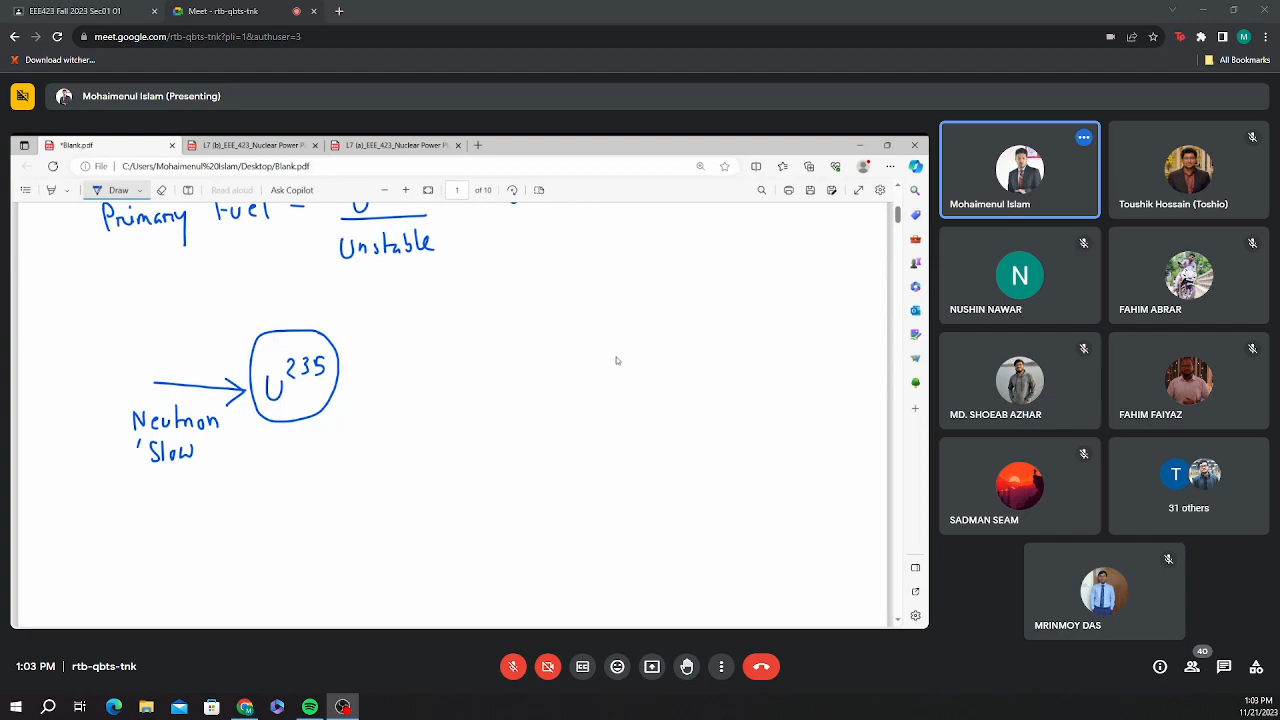 EEE423 Fall 2023 Sec01 01
Meet - rtb-qbts-tnk
meet.google.com/rtb-qbts-tnk?pli=1&authuser=3
M
Download witcher...
All Bookmarks
Mohaimenul Islam (Presenting)
*Blank.pdf
L7 (b)_EEE_423_Nuclear Power P
L7 (a)_EEE_423_Nuclear Power P
File
C:/Users/Mohaimenul%20Islam/Desktop/Blank.pdf
Draw
Read aloud
Ask Copilot
1
of 10
Primary Fuel = U
Unstable
U 235
Neutron
'Slow
Mohaimenul Islam
Toushik Hossain (Toshio)
N
NUSHIN NAWAR
FAHIM ABRAR
MD. SHOEAB AZHAR
FAHIM FAIYAZ
SADMAN SEAM
T
31 others
MRINMOY DAS
1:03 PM | rtb-qbts-tnk
40
1:03 PM
11/21/2023